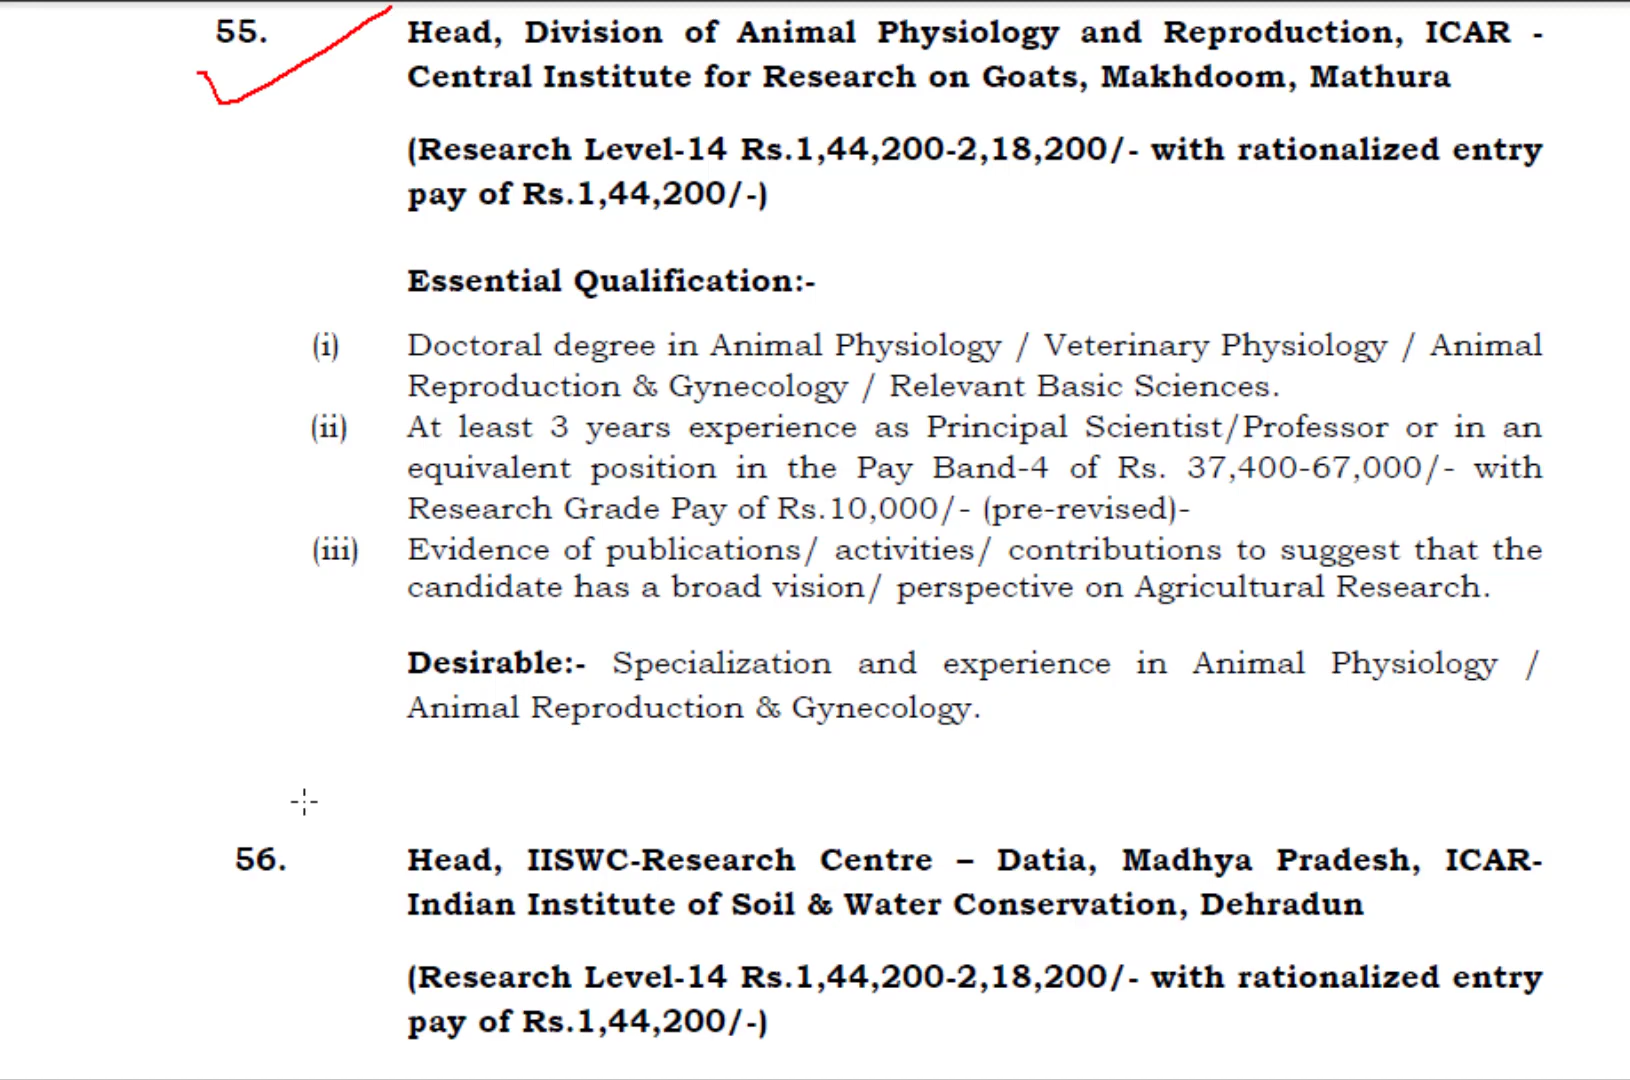 55. Head, Division of Animal Physiology and Reproduction, ICAR -
Central Institute for Research on Goats, Makhdoom, Mathura
(Research Level-14 Rs.1,44,200-2,18,200/- with rationalized entry
pay of Rs.1,44,200/-)
Essential Qualification:-
(i) Doctoral degree in Animal Physiology / Veterinary Physiology / Animal
Reproduction & Gynecology / Relevant Basic Sciences.
(ii) At least 3 years experience as Principal Scientist/Professor or in an
equivalent position in the Pay Band-4 of Rs. 37,400-67,000/- with
Research Grade Pay of Rs.10,000/- (pre-revised)-
(iii) Evidence of publications/ activities/ contributions to suggest that the
candidate has a broad vision/ perspective on Agricultural Research.
Desirable:- Specialization and experience in Animal Physiology /
Animal Reproduction & Gynecology.
56. Head, IISWC-Research Centre – Datia, Madhya Pradesh, ICAR-
Indian Institute of Soil & Water Conservation, Dehradun
(Research Level-14 Rs.1,44,200-2,18,200/- with rationalized entry
pay of Rs.1,44,200/-)